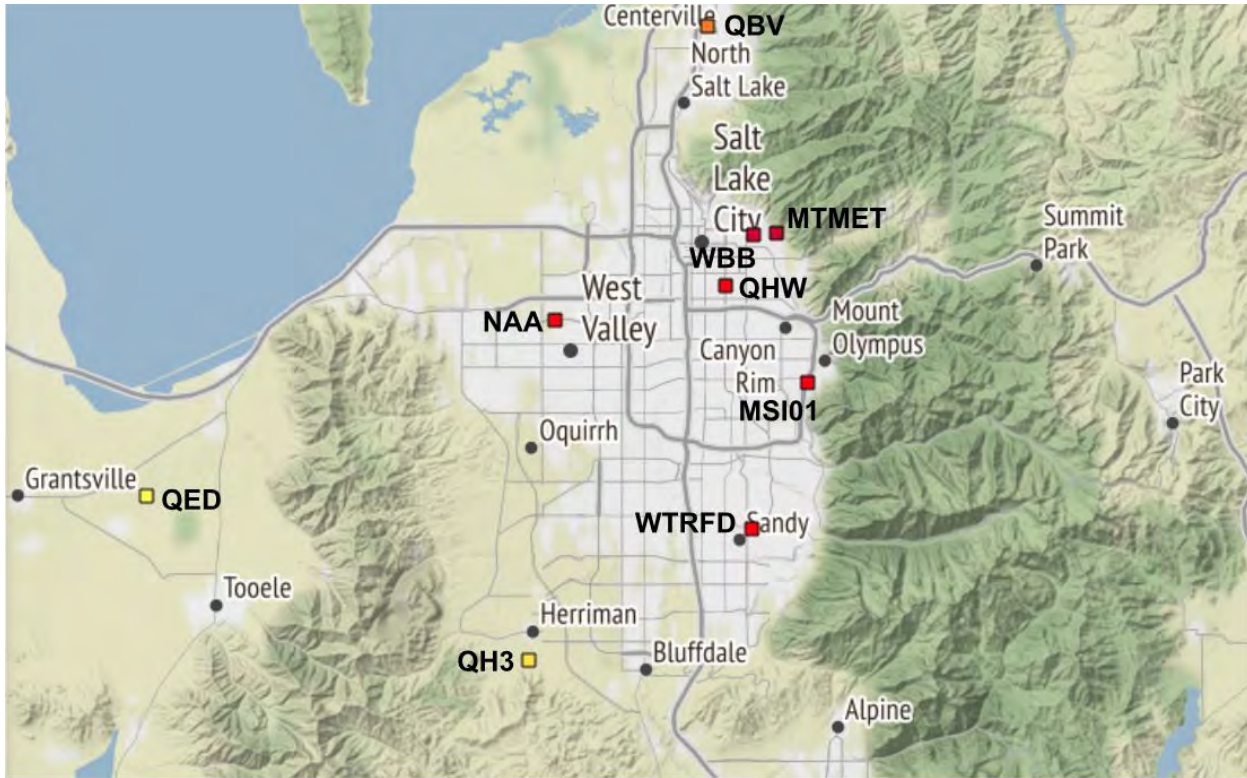 Centerville
QBV
North
Salt Lake
Salt
Lake
City
MTMET
WBB
Summit
Park
QHW
West
Valley
NAA
Mount
Olympus
Canyon
Rim
MSI01
Park
City
Oquirrh
Grantsville
QED
WTRFD
Sandy
Tooele
Herriman
QH3
Bluffdale
Alpine